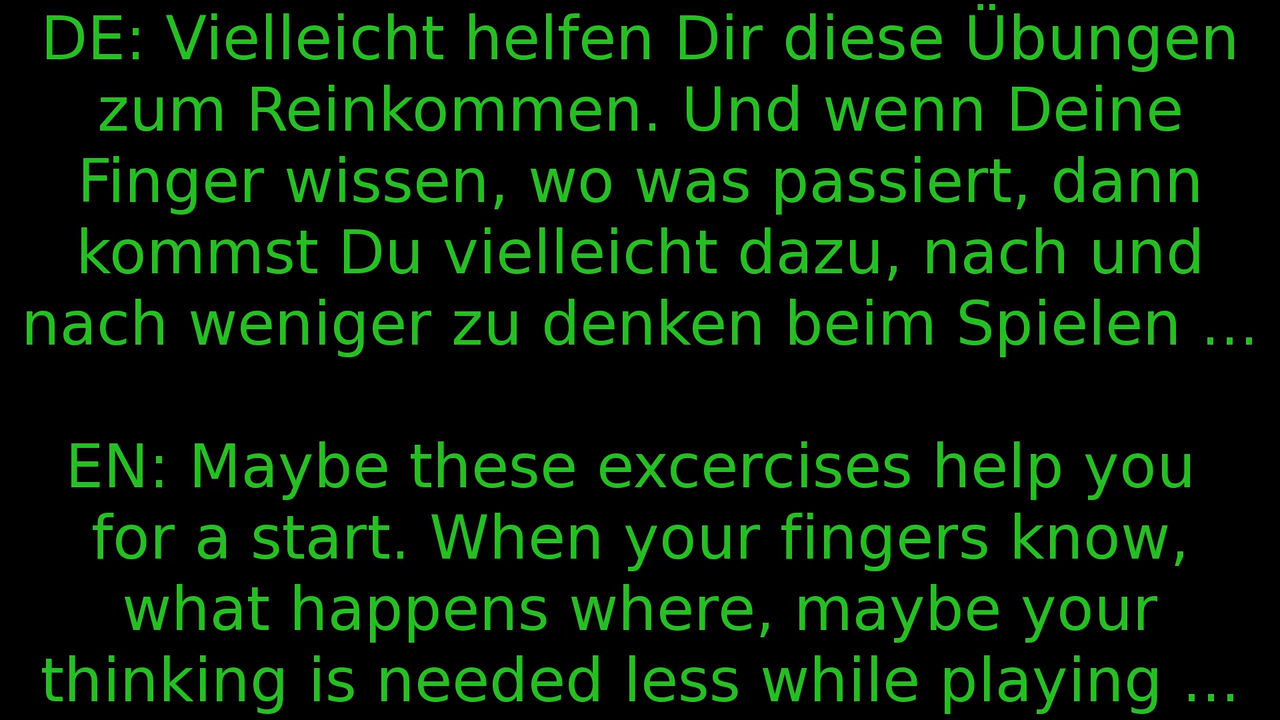 DE: Vielleicht helfen Dir diese Übungen
zum Reinkommen. Und wenn Deine
Finger wissen, wo was passiert, dann
kommst Du vielleicht dazu, nach und
nach weniger zu denken beim Spielen ...
EN: Maybe these excercises help you
for a start. When your fingers know,
what happens where, maybe your
thinking is needed less while playing ...